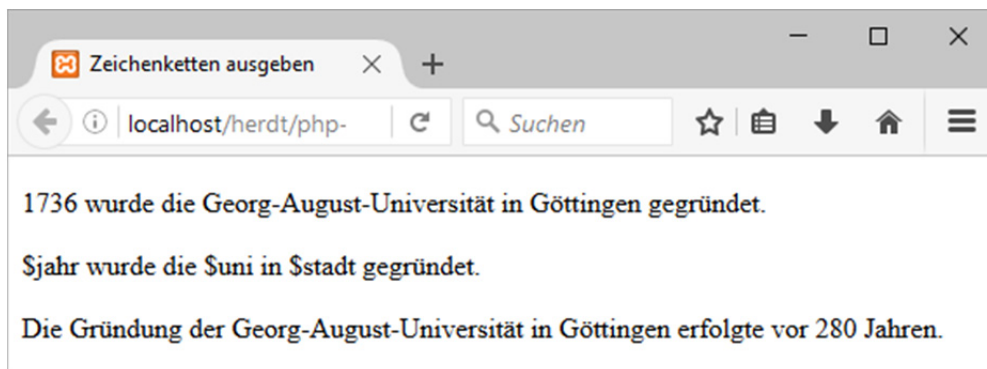 Zeichenketten ausgeben
localhost/herdt/php-
Suchen
1736 wurde die Georg-August-Universität in Göttingen gegründet.
$jahr wurde die $uni in $stadt gegründet.
Die Gründung der Georg-August-Universität in Göttingen erfolgte vor 280 Jahren.